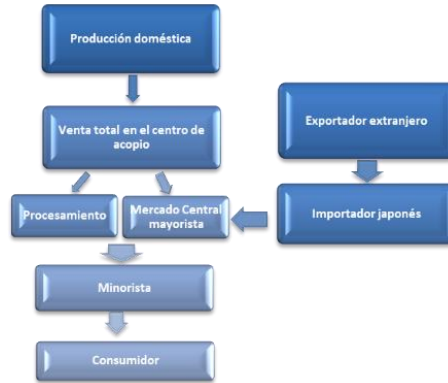 Producción doméstica
Venta total en el centro de
acopio
Exportador extranjero
Procesamiento
Mercado Central
mayorista
Importador japonés
Minorista
Consumidor